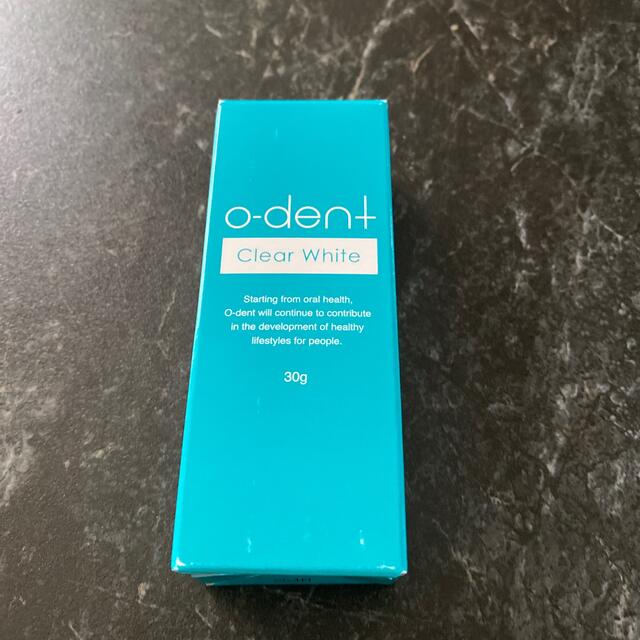 o-dent
Clear White
Starting from oral health,
O-dent will continue to contribute
in the development of healthy
lifestyles for people.
30g